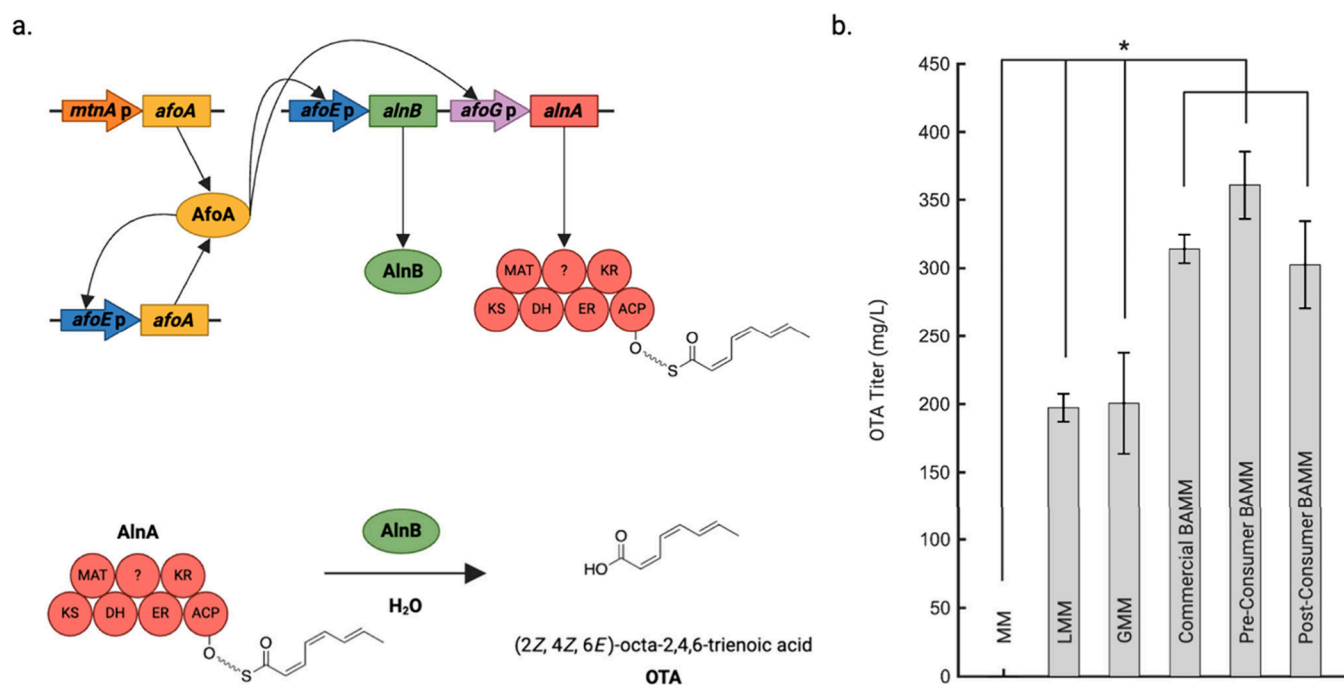 a.
mtnA p afoA
afoE p alnB afoG p alnA
AfoA
AlnB
MAT ? KR
KS DH ER ACP
O
S
O
afoE p afoA
AlnA
MAT ? KR
KS DH ER ACP
O
S
O
AlnB
H₂O
O
HO
(2Z, 4Z, 6E)-octa-2,4,6-trienoic acid
OTA
b.
*
OTA Titer (mg/L)
450
400
350
300
250
200
150
100
50
0
MM
LMM
GMM
Commercial BAMM
Pre-Consumer BAMM
Post-Consumer BAMM